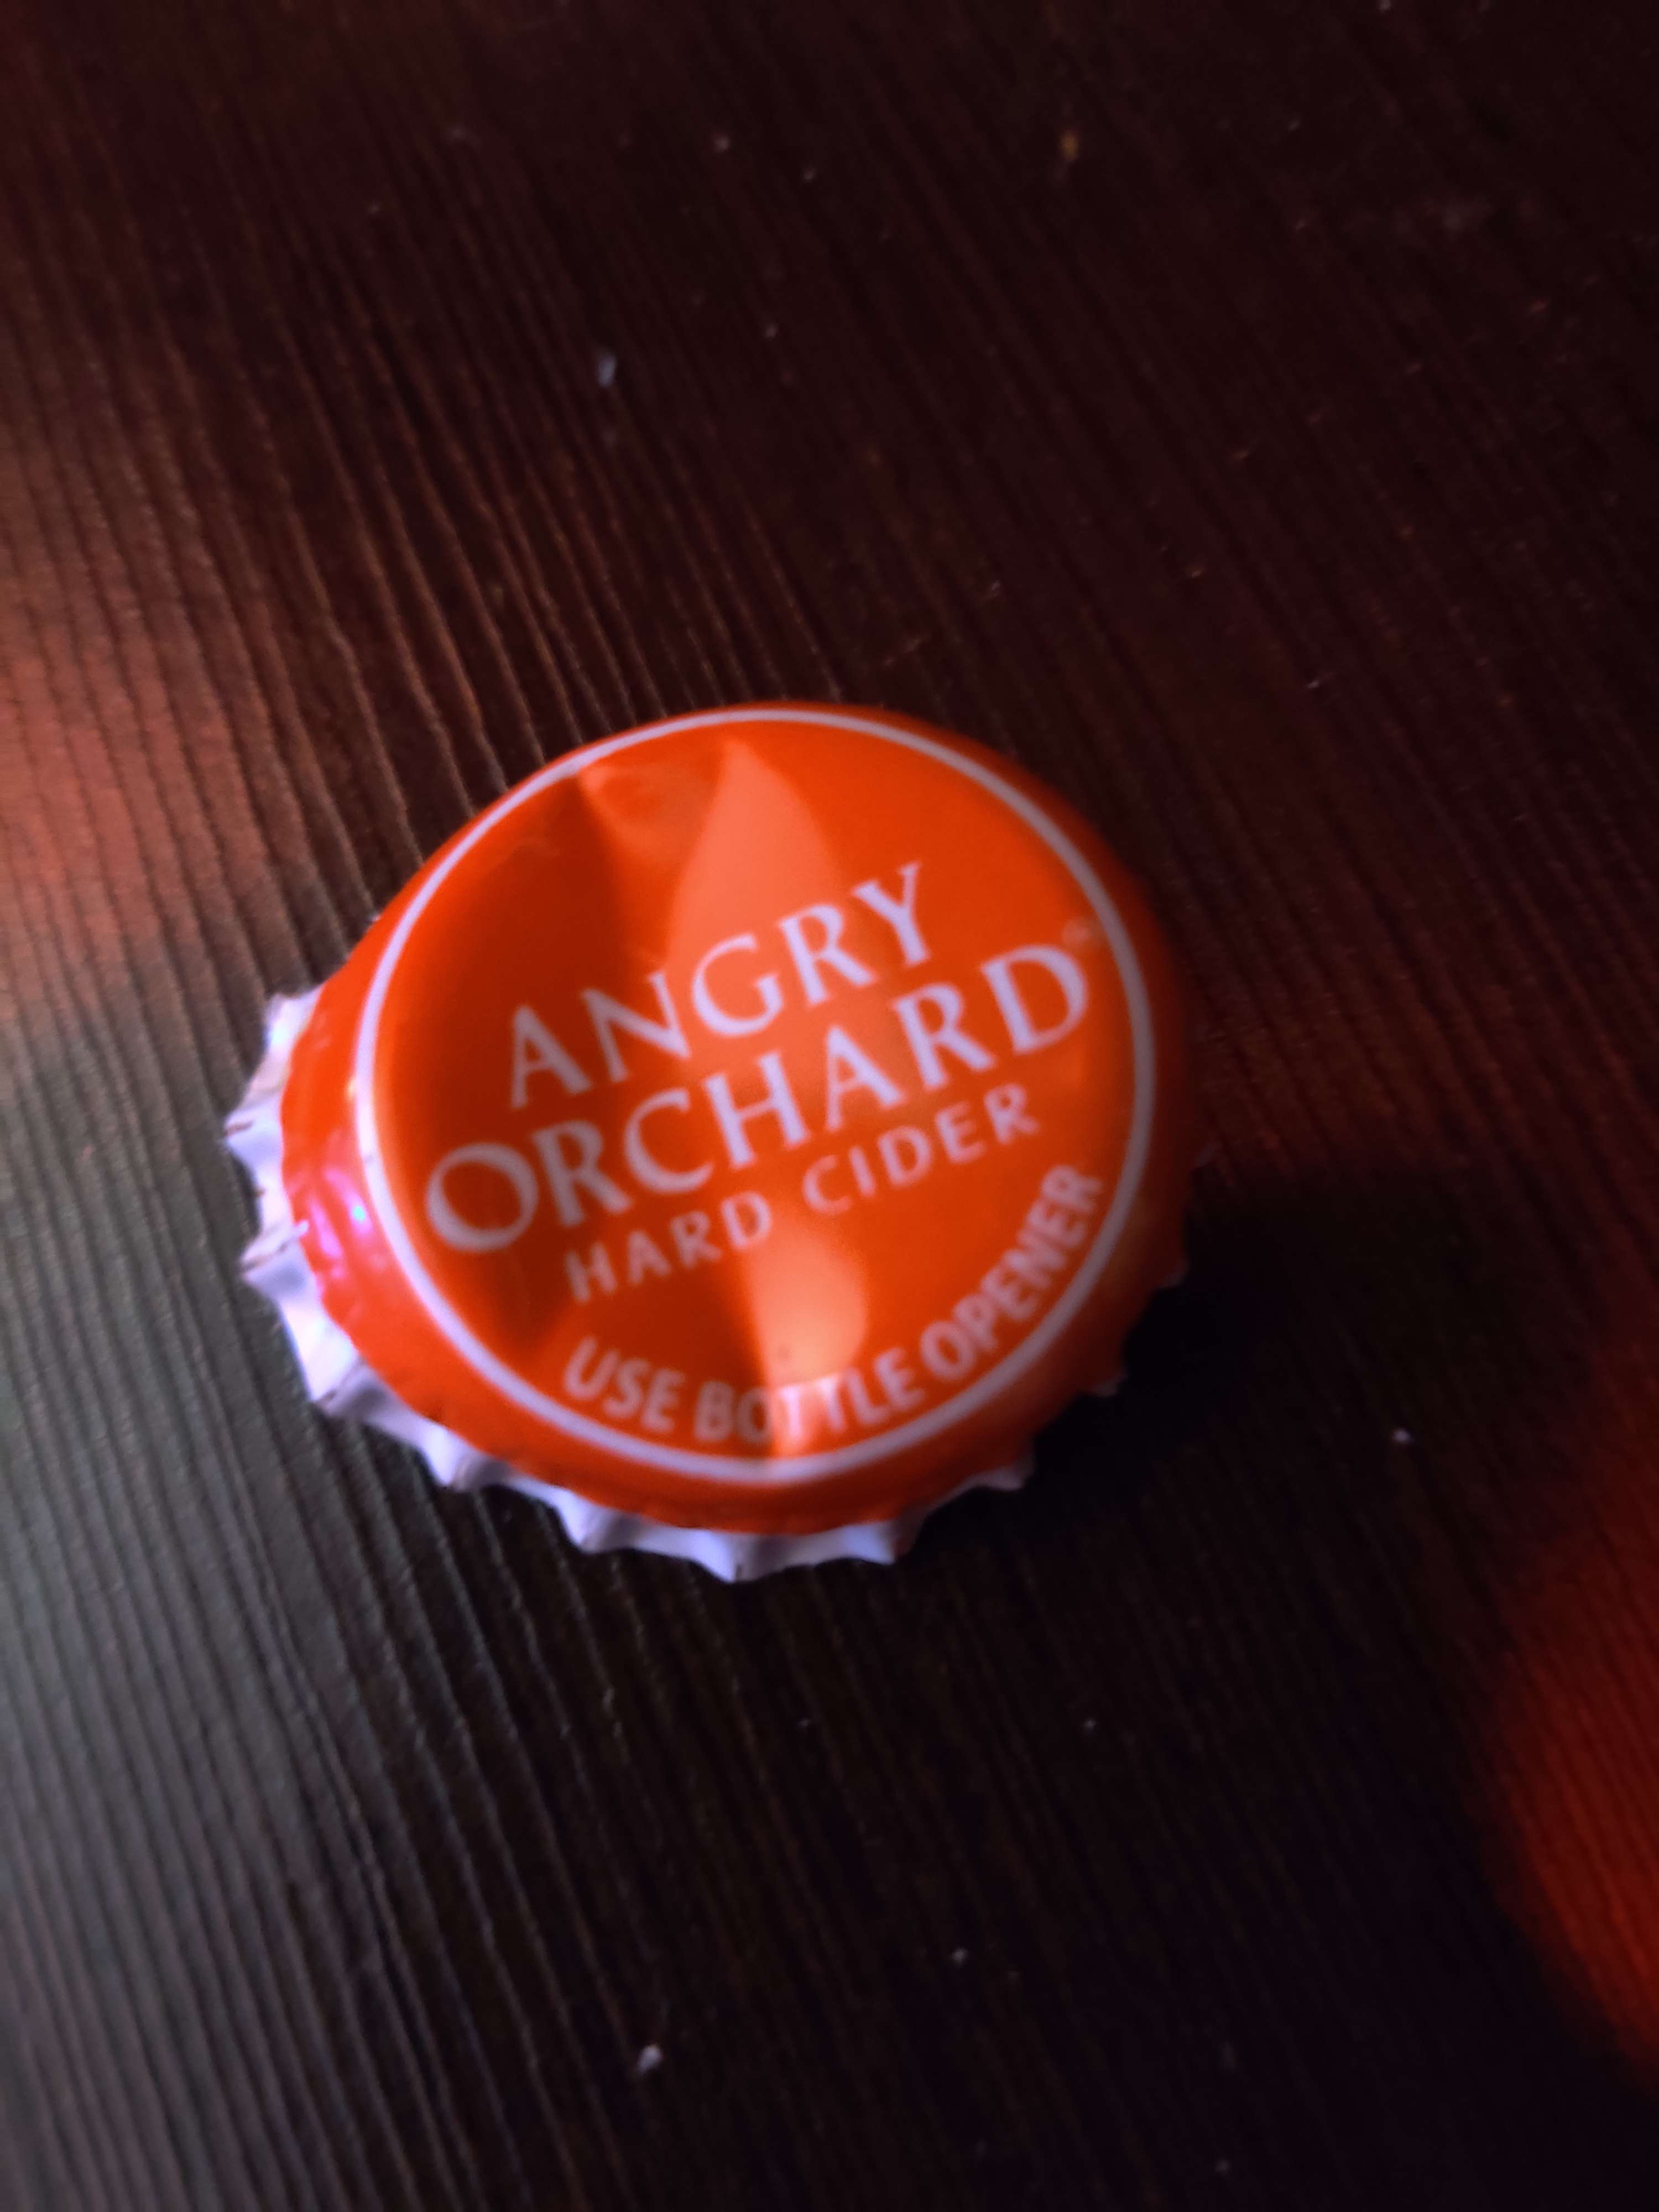 ANGRY
ORCHARD
HARD CIDER
USE BOTTLE OPENER